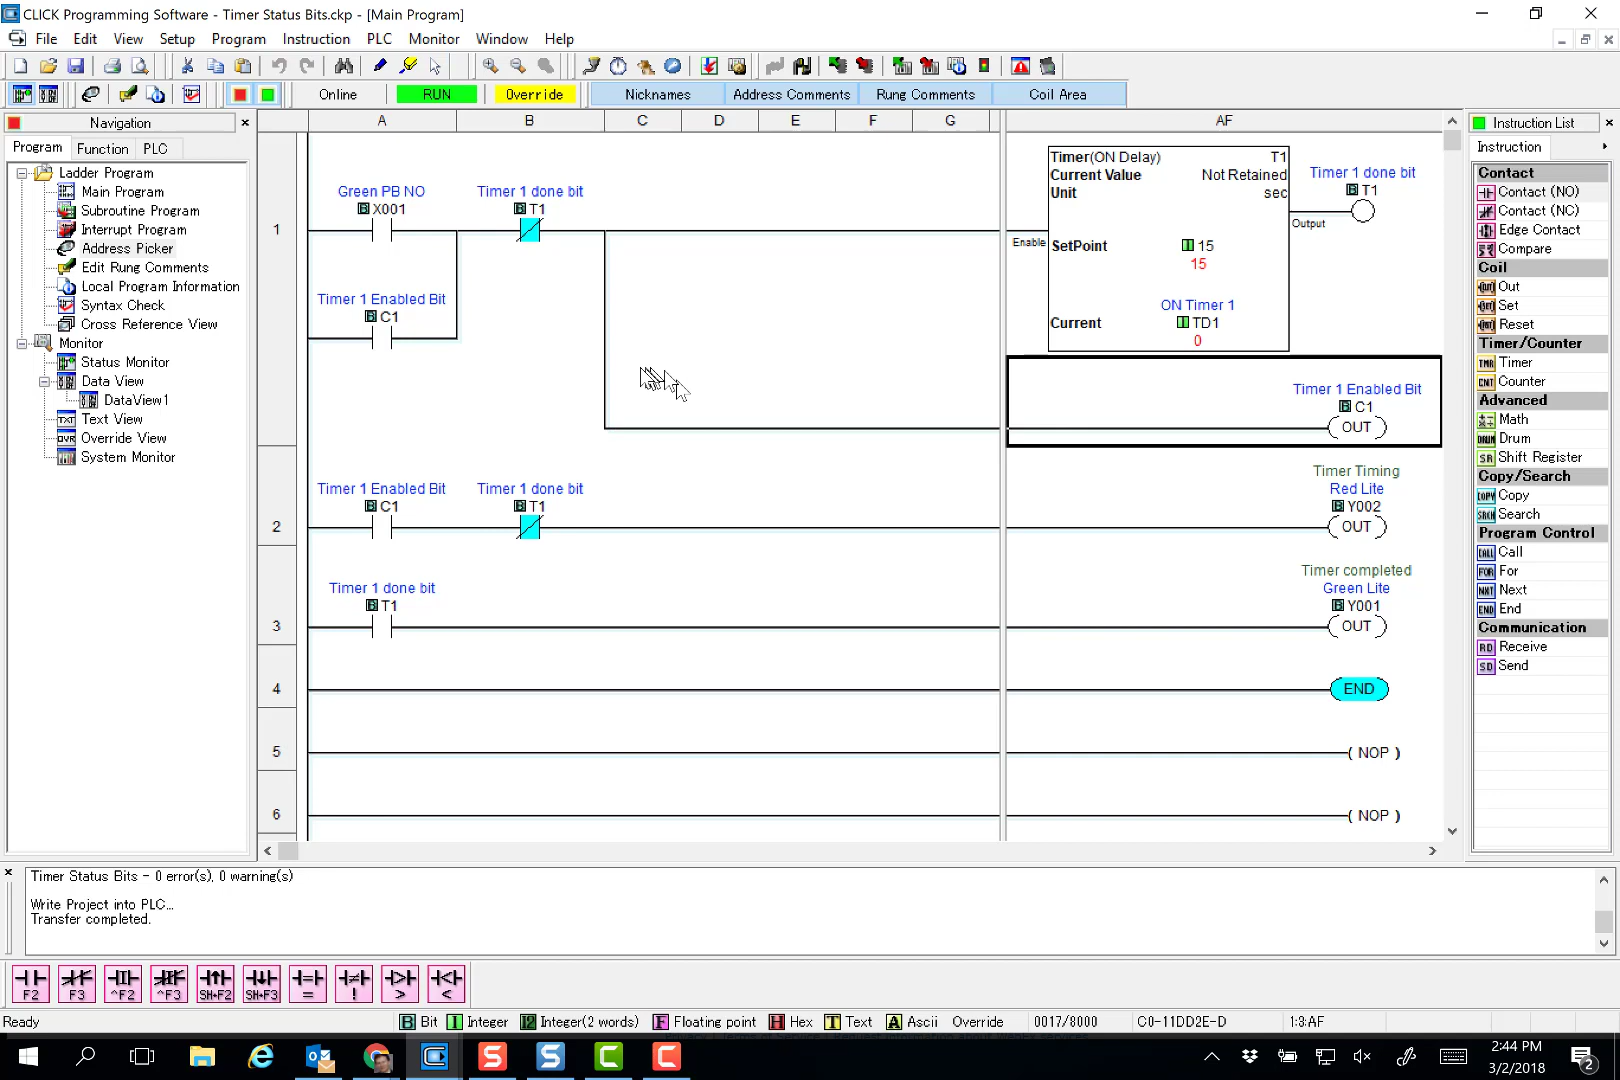 CLICK Programming Software - Timer Status Bits.ckp - [Main Program]
File Edit View Setup Program Instruction PLC Monitor Window Help
Online RUN Override Nicknames Address Comments Rung Comments Coil Area
Navigation
Program Function PLC
Ladder Program
Main Program
Subroutine Program
Interrupt Program
Address Picker
Edit Rung Comments
Local Program Information
Syntax Check
Cross Reference View
Monitor
Status Monitor
Data View
DataView1
Text View
Override View
System Monitor
A B C D E F G AF
1
Green PB NO
X001
Timer 1 done bit
T1
Timer 1 Enabled Bit
C1
Enable
Timer(ON Delay) T1
Current Value Not Retained
Unit sec
SetPoint 15
15
ON Timer 1
Current TD1
0
Output
Timer 1 done bit
T1
Timer 1 Enabled Bit
C1
OUT
2
Timer 1 Enabled Bit
C1
Timer 1 done bit
T1
Timer Timing
Red Lite
Y002
OUT
3
Timer 1 done bit
T1
Timer completed
Green Lite
Y001
OUT
4
END
5
( NOP )
6
( NOP )
Instruction List
Instruction
Contact
Contact (NO)
Contact (NC)
Edge Contact
Compare
Coil
Out
Set
Reset
Timer/Counter
Timer
Counter
Advanced
Math
Drum
Shift Register
Copy/Search
Copy
Search
Program Control
Call
For
Next
End
Communication
Receive
Send
Timer Status Bits - 0 error(s), 0 warning(s)
Write Project into PLC...
Transfer completed.
F2 F3 ^F2 ^F3 SH+F2 SH+F3 = ! > <
Ready B Bit I Integer I2 Integer(2 words) F Floating point H Hex T Text A Ascii Override 0017/8000 C0-11DD2E-D 1:3:AF
2:44 PM
3/2/2018
2